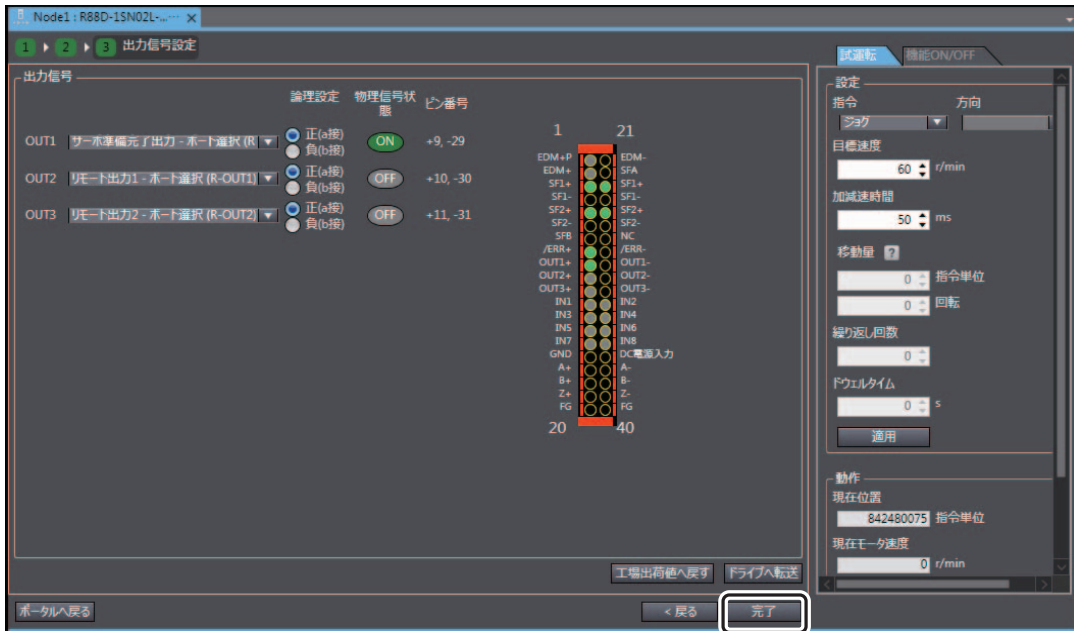 Node1 : R88D-1SN02L-...… ×
1 2 3 出力信号設定
出力信号
論理設定 物理信号状態 ピン番号
OUT1 サーボ準備完了出力 - ポート選択 (R 正(a接) 負(b接) ON +9, -29
OUT2 リモート出力1 - ポート選択 (R-OUT1) 正(a接) 負(b接) OFF +10, -30
OUT3 リモート出力2 - ポート選択 (R-OUT2) 正(a接) 負(b接) OFF +11, -31
1 21
EDM+P EDM-
EDM+ SFA
SF1+ SF1+
SF1- SF1-
SF2+ SF2+
SF2- SF2-
SFB NC
/ERR+ /ERR-
OUT1+ OUT1-
OUT2+ OUT2-
OUT3+ OUT3-
IN1 IN2
IN3 IN4
IN5 IN6
IN7 IN8
GND DC電源入力
A+ A-
B+ B-
Z+ Z-
FG FG
20 40
工場出荷値へ戻す ドライブへ転送
ポータルへ戻る < 戻る 完了
試運転 機能ON/OFF
設定
指令 方向
ジョグ
目標速度
60 r/min
加減速時間
50 ms
移動量 ?
0 指令単位
0 回転
繰り返し回数
0
ドウェルタイム
0 s
適用
動作
現在位置
842480075 指令単位
現在モータ速度
0 r/min